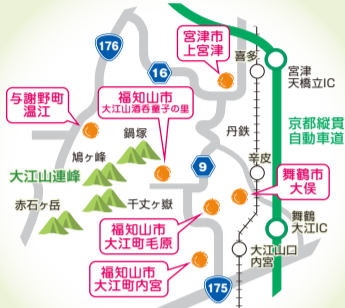 176
宮津市
上宮津
喜多
16
宮津
天橋立IC
与謝野町
温江
福知山市
大江山酒呑童子の里
丹鉄
京都縦貫
自動車道
鍋塚
鳩ヶ峰
9
辛皮
大江山連峰
舞鶴市
大俣
赤石ヶ岳
千丈ヶ嶽
福知山市
大江町毛原
舞鶴
大江IC
大江山口
内宮
福知山市
大江町内宮
175